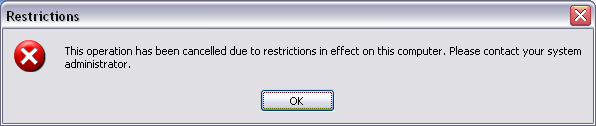 Restrictions
This operation has been cancelled due to restrictions in effect on this computer. Please contact your system
administrator.
OK